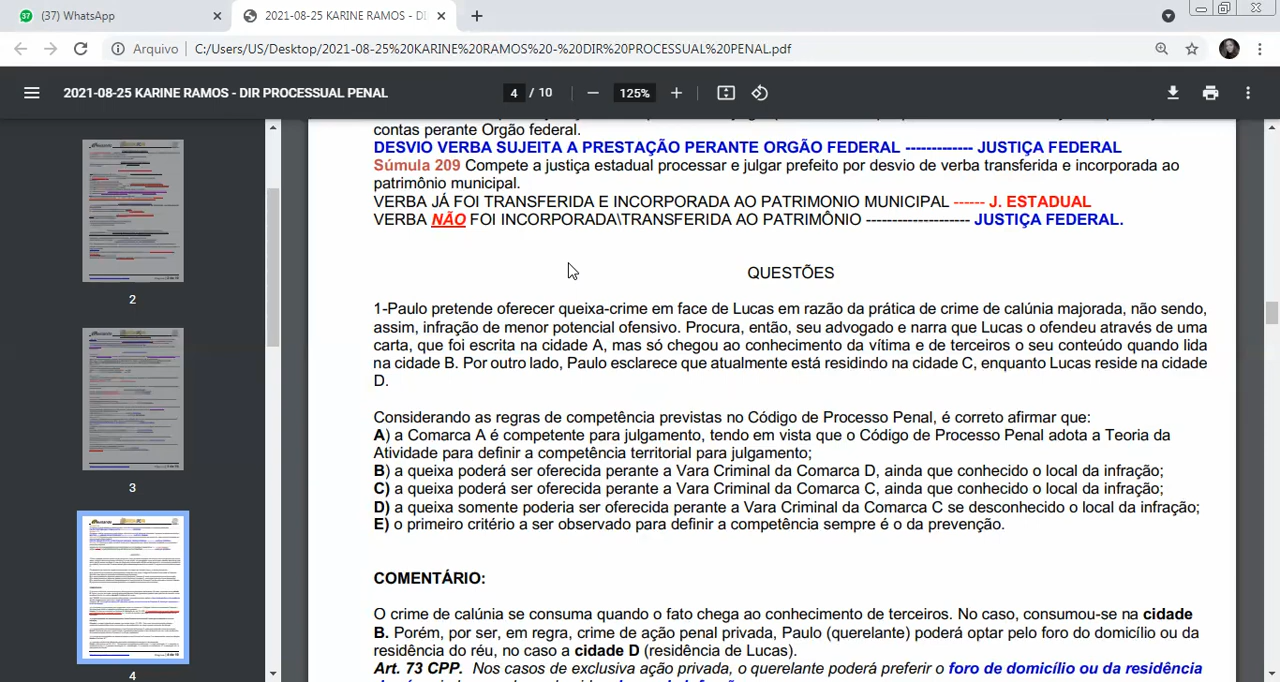 (37) WhatsApp
2021-08-25 KARINE RAMOS - DI
Arquivo
C:/Users/US/Desktop/2021-08-25%20KARINE%20RAMOS%20-%20DIR%20PROCESSUAL%20PENAL.pdf
2021-08-25 KARINE RAMOS - DIR PROCESSUAL PENAL
4 / 10
125%
2
3
4
contas perante Orgão federal.
DESVIO VERBA SUJEITA A PRESTAÇÃO PERANTE ORGÃO FEDERAL ------------- JUSTIÇA FEDERAL
Súmula 209 Compete a justiça estadual processar e julgar prefeito por desvio de verba transferida e incorporada ao
patrimônio municipal.
VERBA JÁ FOI TRANSFERIDA E INCORPORADA AO PATRIMONIO MUNICIPAL ------ J. ESTADUAL
VERBA NÃO FOI INCORPORADA\TRANSFERIDA AO PATRIMÔNIO -------------------- JUSTIÇA FEDERAL.
QUESTÕES
1-Paulo pretende oferecer queixa-crime em face de Lucas em razão da prática de crime de calúnia majorada, não sendo,
assim, infração de menor potencial ofensivo. Procura, então, seu advogado e narra que Lucas o ofendeu através de uma
carta, que foi escrita na cidade A, mas só chegou ao conhecimento da vítima e de terceiros o seu conteúdo quando lida
na cidade B. Por outro lado, Paulo esclarece que atualmente está residindo na cidade C, enquanto Lucas reside na cidade
D.
Considerando as regras de competência previstas no Código de Processo Penal, é correto afirmar que:
A) a Comarca A é competente para julgamento, tendo em vista que o Código de Processo Penal adota a Teoria da
Atividade para definir a competência territorial para julgamento;
B) a queixa poderá ser oferecida perante a Vara Criminal da Comarca D, ainda que conhecido o local da infração;
C) a queixa poderá ser oferecida perante a Vara Criminal da Comarca C, ainda que conhecido o local da infração;
D) a queixa somente poderia ser oferecida perante a Vara Criminal da Comarca C se desconhecido o local da infração;
E) o primeiro critério a ser observado para definir a competência sempre é o da prevenção.
COMENTÁRIO:
O crime de calúnia será consumado quando o fato chega ao conhecimento de terceiros. No caso, consumou-se na cidade
B. Porém, por ser, em regra, crime de ação penal privada, Paulo (querelante) poderá optar pelo foro do domicílio ou da
residência do réu, no caso a cidade D (residência de Lucas).
Art. 73 CPP. Nos casos de exclusiva ação privada, o querelante poderá preferir o foro de domicílio ou da residência